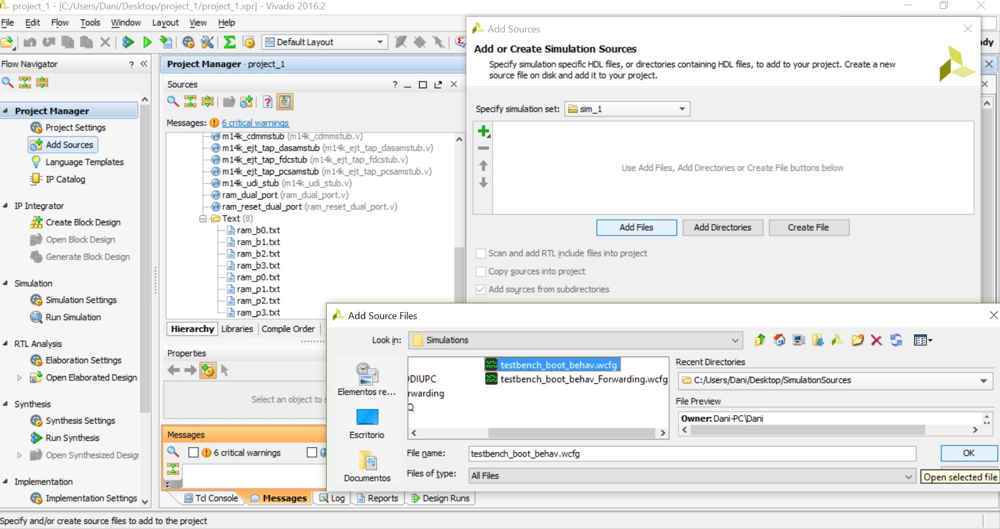 project_1 - [C:/Users/Dani/Desktop/project_1/project_1.xpr] - Vivado 2016.2
File Edit Flow Tools Window Layout View Help
Default Layout
Flow Navigator ?
Project Manager
Project Settings
Add Sources
Language Templates
IP Catalog
IP Integrator
Create Block Design
Open Block Design
Generate Block Design
Simulation
Simulation Settings
Run Simulation
RTL Analysis
Elaboration Settings
Open Elaborated Design
Synthesis
Synthesis Settings
Run Synthesis
Open Synthesized Desigr
Implementation
Implementation Settings
Project Manager - project_1
Sources ?
Messages: 6 critical warnings
m14k_cdmmstub (m14k_cdmmstub.v)
m14k_ejt_tap_dasamstub (m14k_ejt_tap_dasamstub.v)
m14k_ejt_tap_fdcstub (m14k_ejt_tap_fdcstub.v)
m14k_ejt_tap_pcsamstub (m14k_ejt_tap_pcsamstub.v)
m14k_udi_stub (m14k_udi_stub.v)
ram_dual_port (ram_dual_port.v)
ram_reset_dual_port (ram_reset_dual_port.v)
Text (8)
ram_b0.txt
ram_b1.txt
ram_b2.txt
ram_b3.txt
ram_p0.txt
ram_p1.txt
ram_p2.txt
ram_p3.txt
Hierarchy Libraries Compile Order
Properties
Select an object to s
Messages
6 critical warnings
Tcl Console Messages Log Reports Design Runs
Specify and/or create source files to add to the project
Add Sources
dy
Add or Create Simulation Sources
Specify simulation specific HDL files, or directories containing HDL files, to add to your project. Create a new
source file on disk and add it to your project.
Specify simulation set: sim_1
Use Add Files, Add Directories or Create File buttons below
Add Files Add Directories Create File
Scan and add RTL include files into project
Copy sources into project
Add sources from subdirectories
Add Source Files
Look in: Simulations
Elementos re...
Escritorio
Documentos
DIUPC
rwarding
Q
testbench_boot_behav.wcfg
testbench_boot_behav_Forwarding.wcfg
Recent Directories
C:/Users/Dani/Desktop/SimulationSources
File Preview
Owner: Dani-PC\Dani
File name: testbench_boot_behav.wcfg
OK
Files of type: All Files
Open selected file